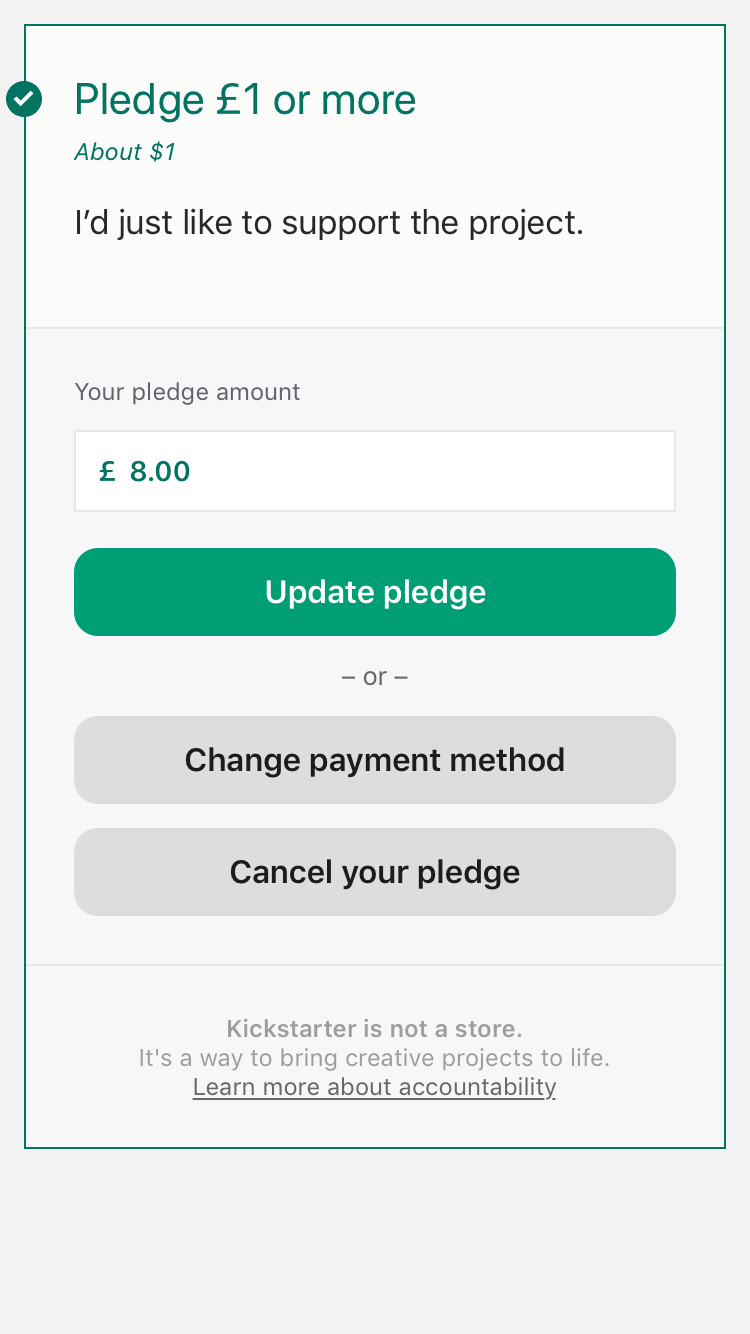 Pledge £1 or more
About $1
I’d just like to support the project.
Your pledge amount
£ 8.00
Update pledge
– or –
Change payment method
Cancel your pledge
Kickstarter is not a store.
It's a way to bring creative projects to life.
Learn more about accountability